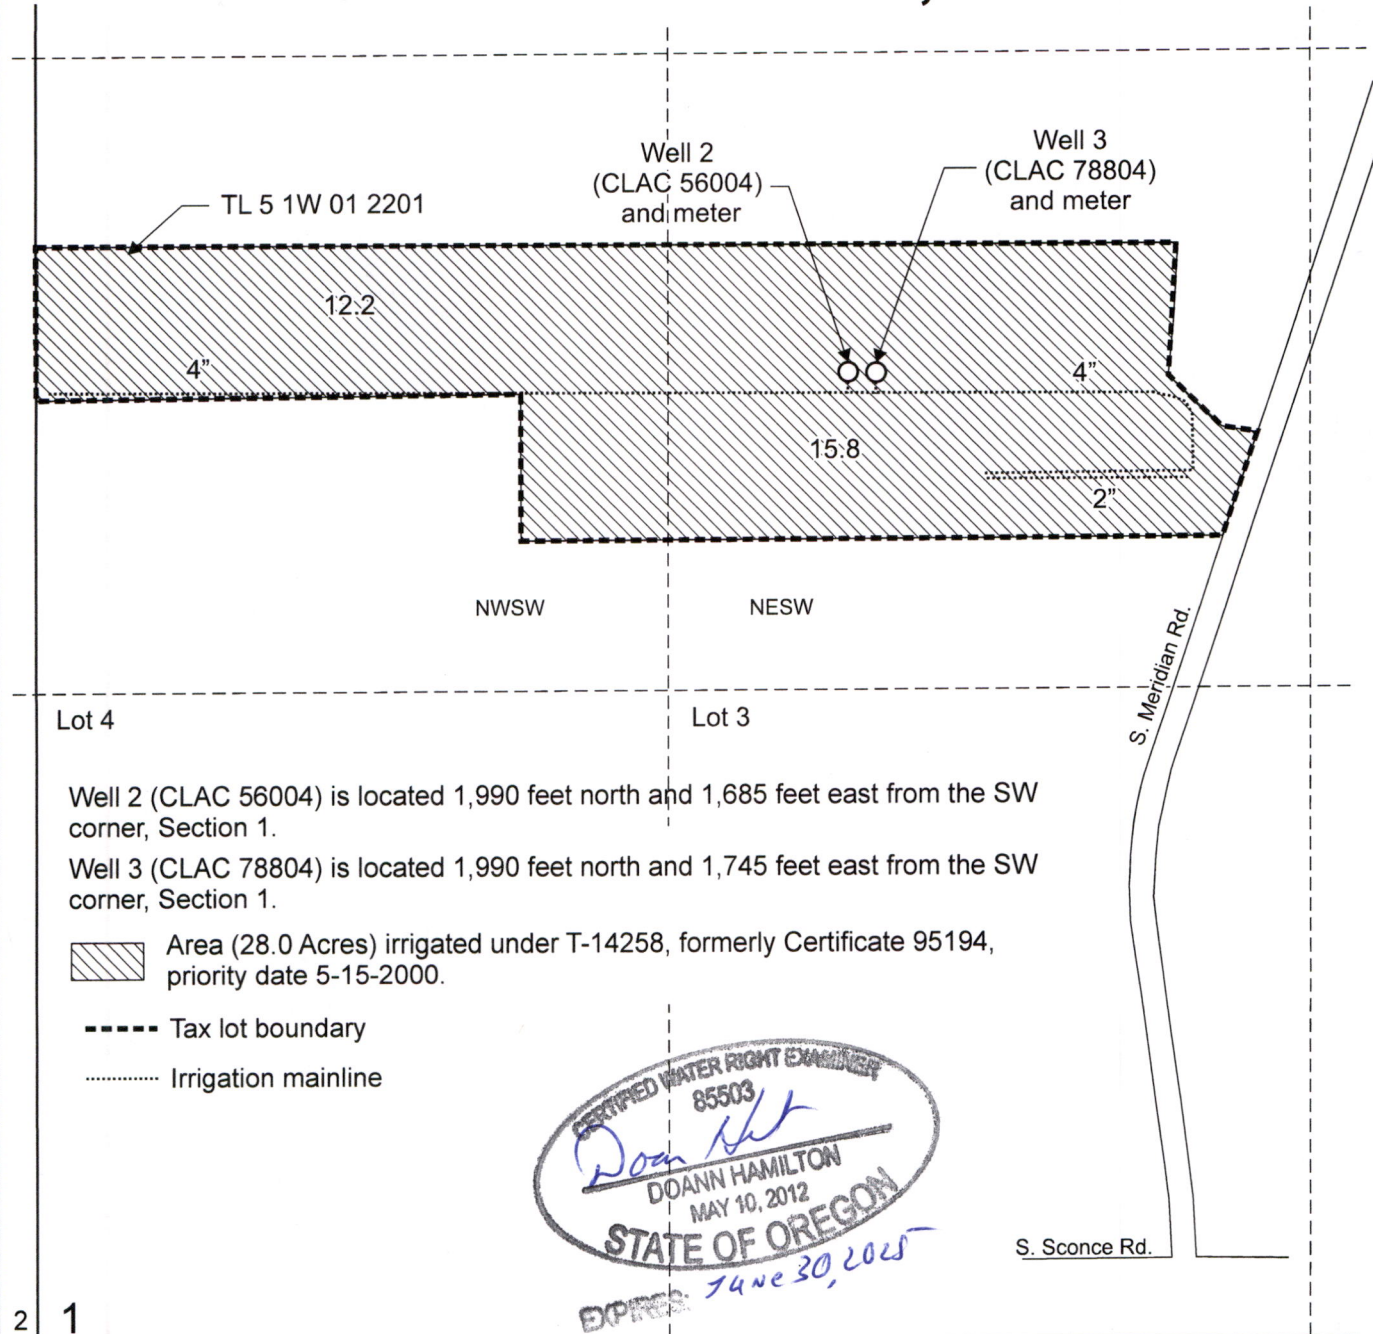 Well 2
(CLAC 56004)
and meter
Well 3
(CLAC 78804)
and meter
TL 5 1W 01 2201
12.2
4”
4”
15.8
2”
NWSW
NESW
S. Meridian Rd.
Lot 4
Lot 3
Well 2 (CLAC 56004) is located 1,990 feet north and 1,685 feet east from the SW
corner, Section 1.
Well 3 (CLAC 78804) is located 1,990 feet north and 1,745 feet east from the SW
corner, Section 1.
Area (28.0 Acres) irrigated under T-14258, formerly Certificate 95194,
priority date 5-15-2000.
Tax lot boundary
Irrigation mainline
CERTIFIED WATER RIGHT EXAMINER
85503
DOANN HAMILTON
MAY 10, 2012
STATE OF OREGON
EXPIRES: June 30, 2025
S. Sconce Rd.
2
1